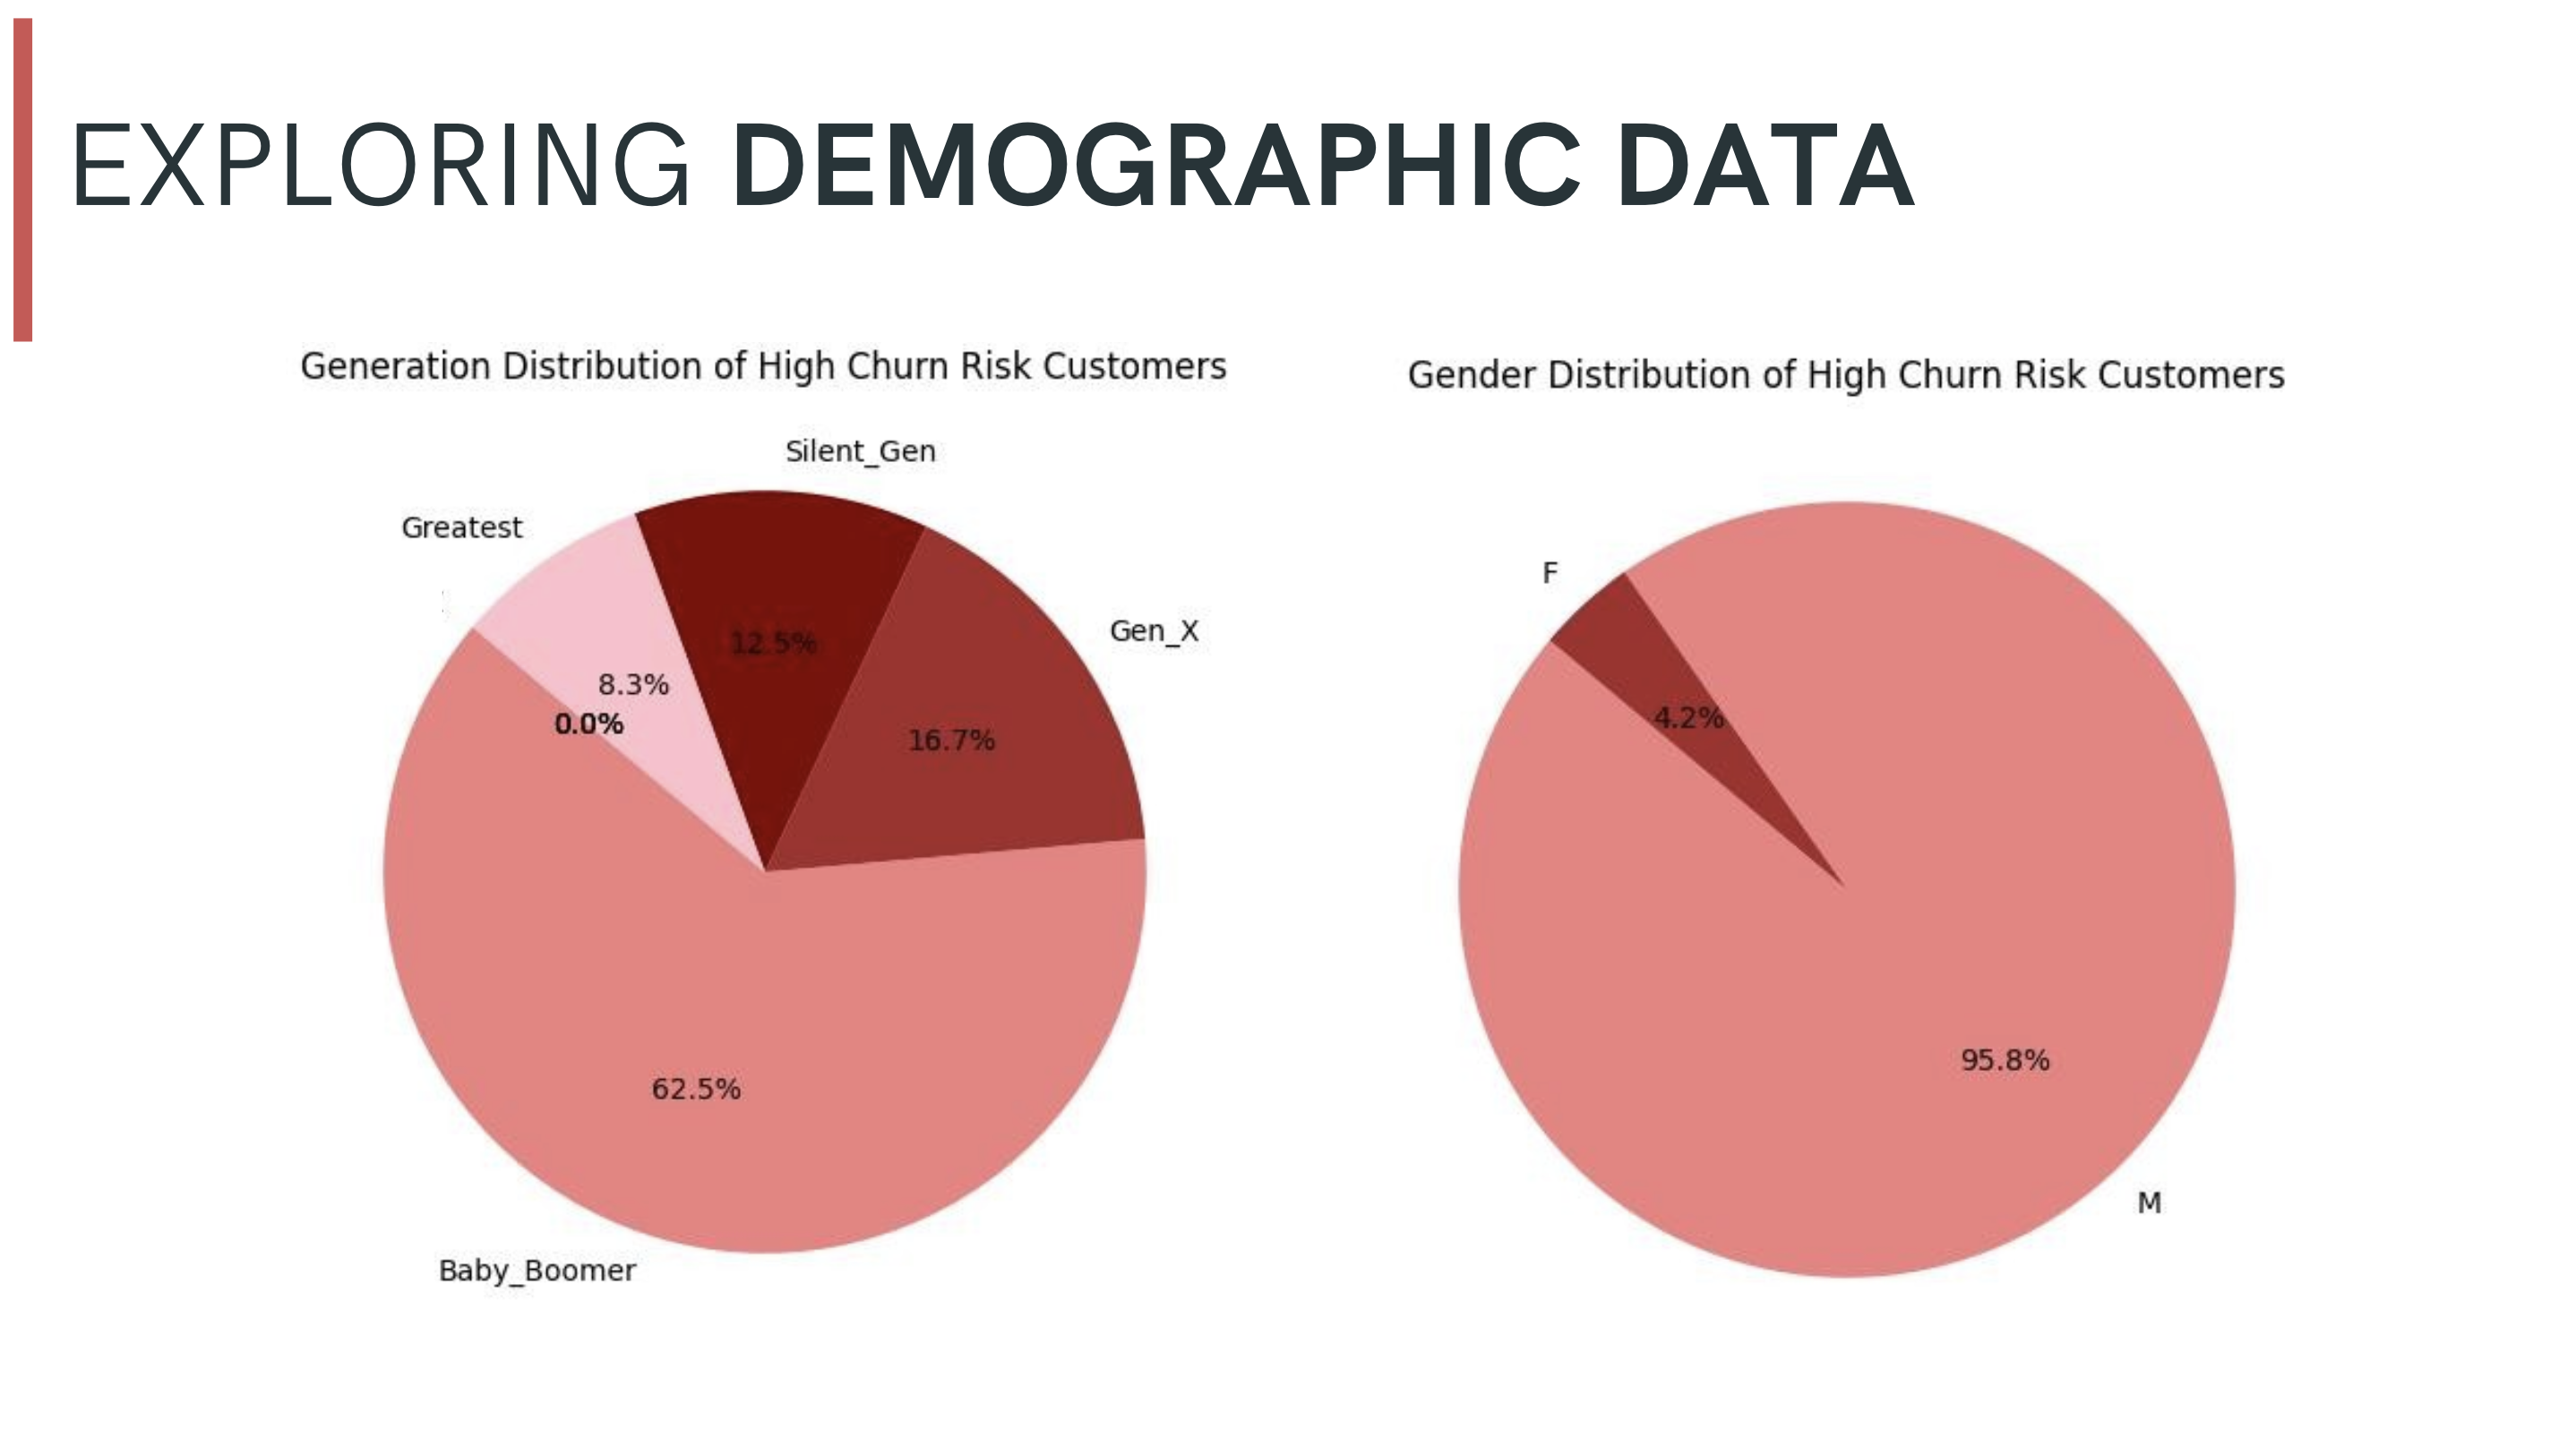 EXPLORING DEMOGRAPHIC DATA
Generation Distribution of High Churn Risk Customers
Silent_Gen
Greatest
Gen_X
12.5%
8.3%
0.0%
16.7%
62.5%
Baby_Boomer
Gender Distribution of High Churn Risk Customers
F
4.2%
95.8%
M